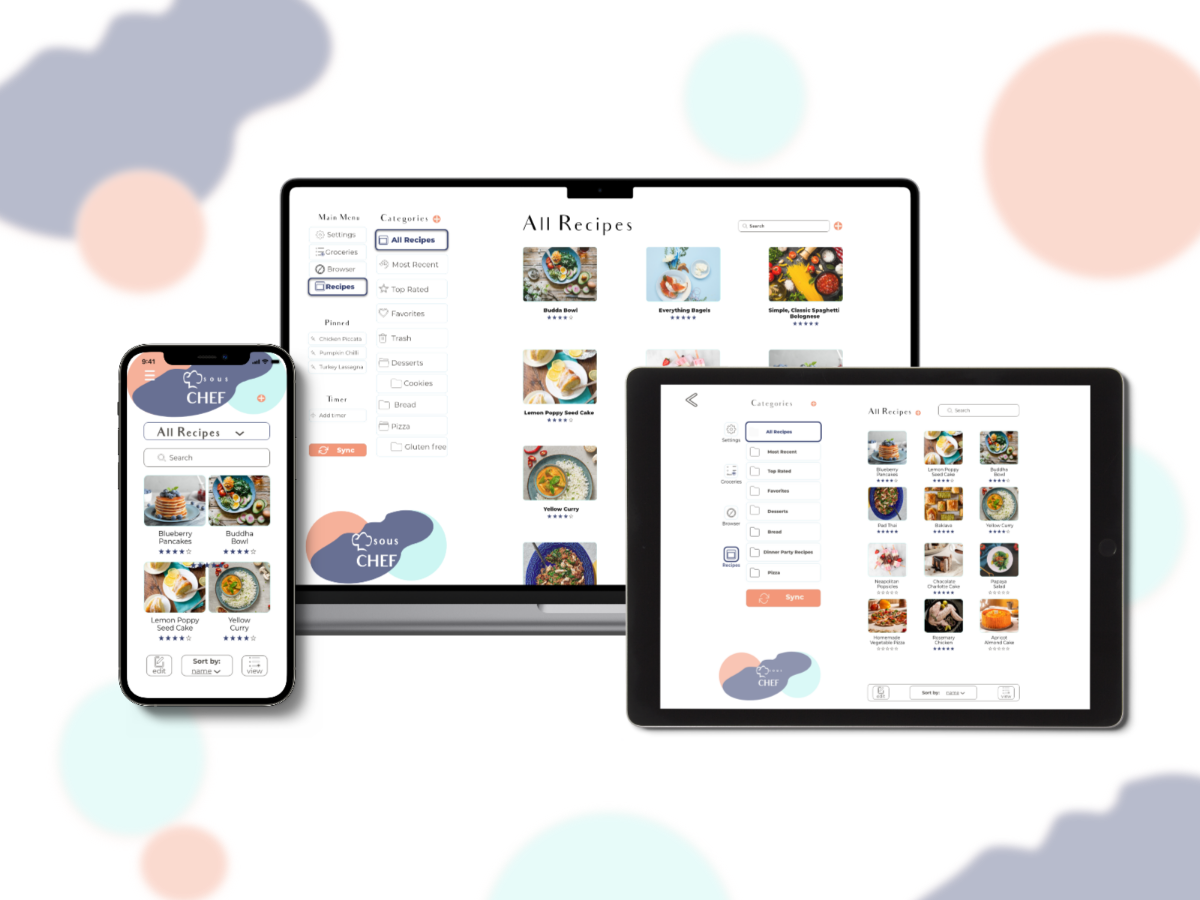 Main Menu
Settings
Groceries
Browser
Recipes
Pinned
Chicken Piccata
Pumpkin Chilli
Turkey Lasagna
Timer
Add timer
Sync
sous
CHEF
Categories
All Recipes
Most Recent
Top Rated
Favorites
Trash
Desserts
Cookies
Bread
Pizza
Gluten free
All Recipes
Search
Budda Bowl
Everything Bagels
Simple, Classic Spaghetti
Bolognese
Lemon Poppy Seed Cake
Yellow Curry
9:41
sous
CHEF
All Recipes
Search
Blueberry
Pancakes
Buddha
Bowl
Lemon Poppy
Seed Cake
Yellow
Curry
edit
Sort by:
name
view
Settings
Groceries
Browser
Recipes
Categories
All Recipes
Most Recent
Top Rated
Favorites
Desserts
Bread
Dinner Party Recipes
Pizza
Sync
sous
CHEF
All Recipes
Search
Blueberry
Pancakes
Lemon Poppy
Seed Cake
Buddha
Bowl
Pad Thai
Baklava
Yellow Curry
Neapolitan
Popsicles
Chocolate
Charlotte Cake
Papaya
Salad
Homemade
Vegetable Pizza
Rosemary
Chicken
Apricot
Almond Cake
edit
Sort by:
name
view